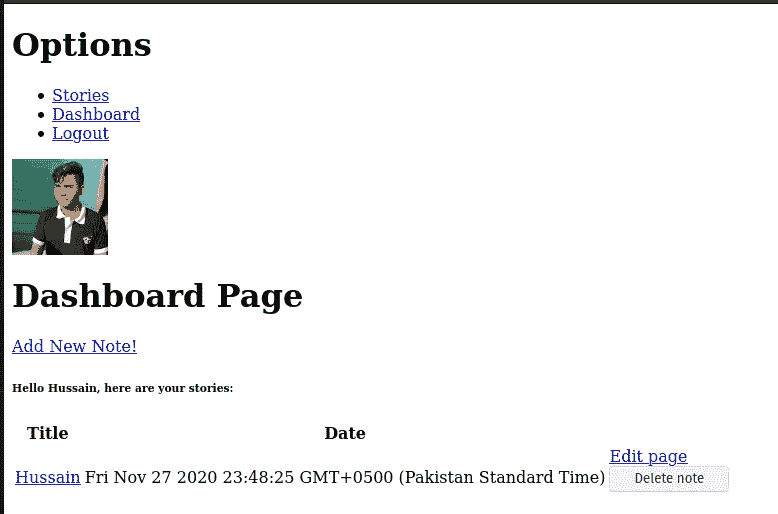 Options
Stories
Dashboard
Logout
Dashboard Page
Add New Note!
Hello Hussain, here are your stories:
Title Date
Edit page
Hussain Fri Nov 27 2020 23:48:25 GMT+0500 (Pakistan Standard Time)
Delete note